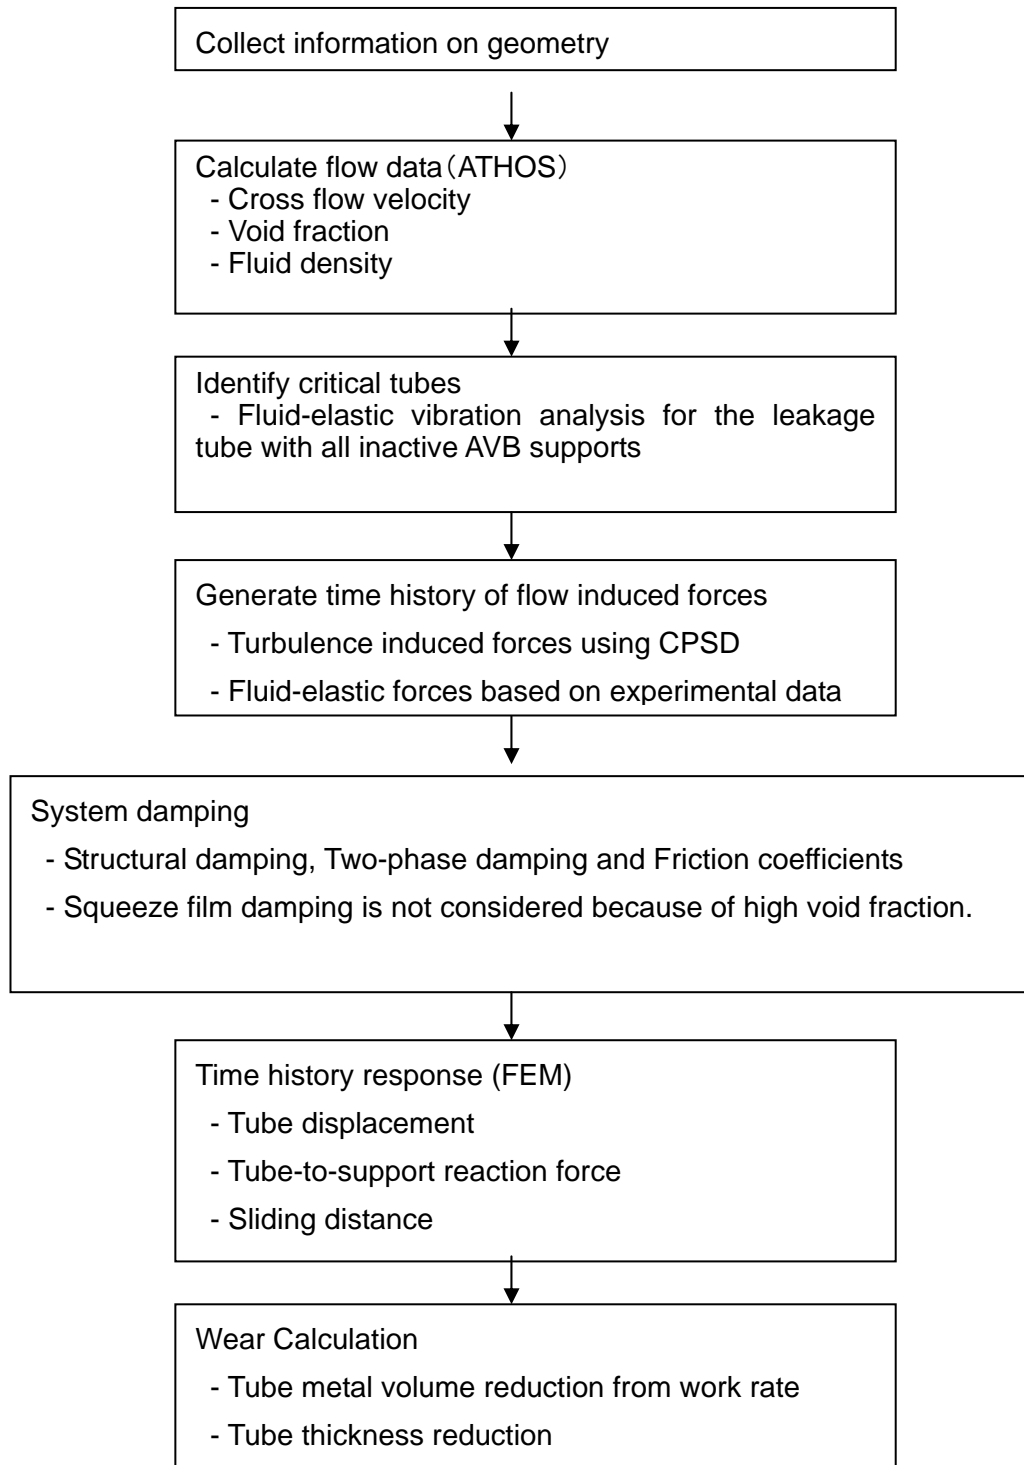 Collect information on geometry
Calculate flow data（ATHOS）
- Cross flow velocity
- Void fraction
- Fluid density
Identify critical tubes
- Fluid-elastic vibration analysis for the leakage
tube with all inactive AVB supports
Generate time history of flow induced forces
- Turbulence induced forces using CPSD
- Fluid-elastic forces based on experimental data
System damping
- Structural damping, Two-phase damping and Friction coefficients
- Squeeze film damping is not considered because of high void fraction.
Time history response (FEM)
- Tube displacement
- Tube-to-support reaction force
- Sliding distance
Wear Calculation
- Tube metal volume reduction from work rate
- Tube thickness reduction